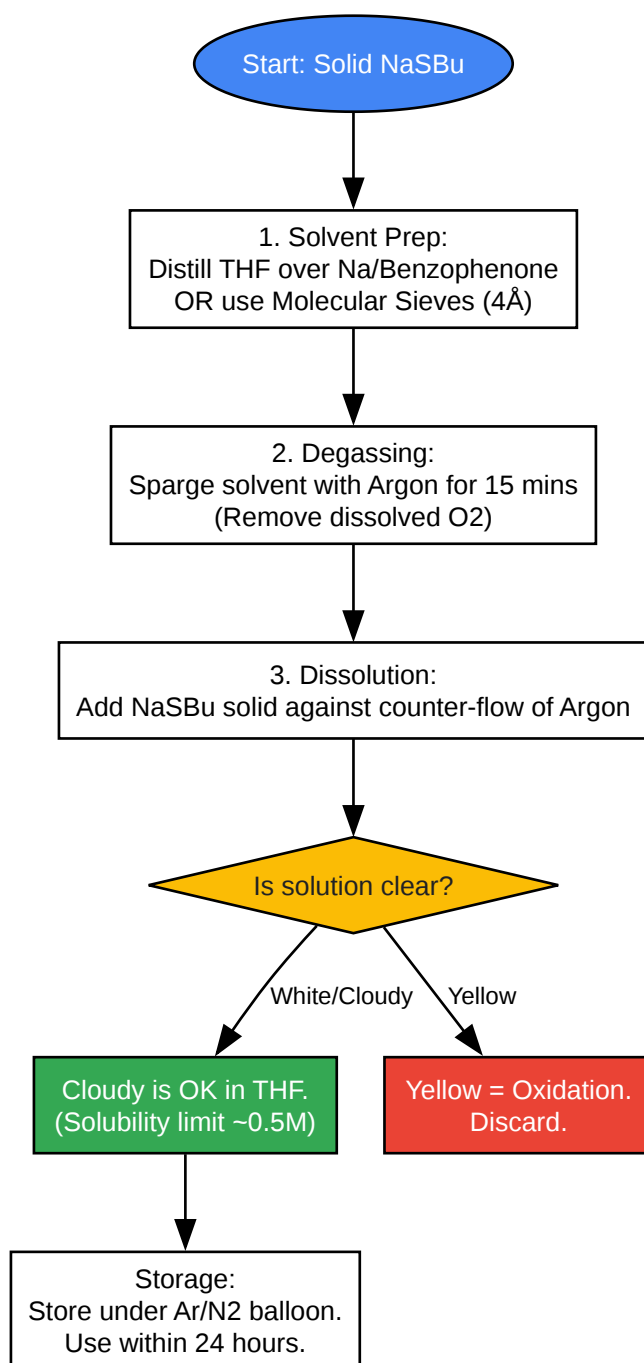 Start: Solid NaSBu
1. Solvent Prep:
Distill THF over Na/Benzophenone
OR use Molecular Sieves (4Å)
2. Degassing:
Sparge solvent with Argon for 15 mins
(Remove dissolved O2)
3. Dissolution:
Add NaSBu solid against counter-flow of Argon
Is solution clear?
White/Cloudy
Yellow
Cloudy is OK in THF.
(Solubility limit ~0.5M)
Yellow = Oxidation.
Discard.
Storage:
Store under Ar/N2 balloon.
Use within 24 hours.